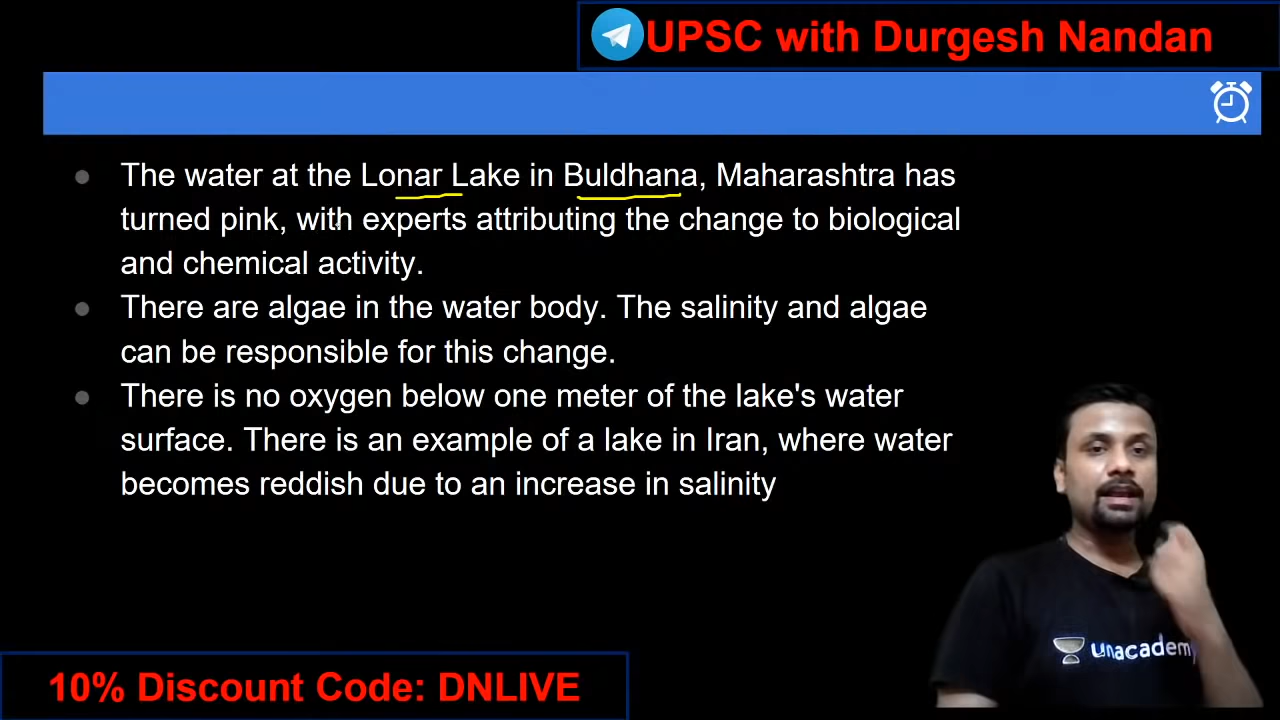 UPSC with Durgesh Nandan
The water at the Lonar Lake in Buldhana, Maharashtra has
turned pink, with experts attributing the change to biological
and chemical activity.
There are algae in the water body. The salinity and algae
can be responsible for this change.
There is no oxygen below one meter of the lake's water
surface. There is an example of a lake in Iran, where water
becomes reddish due to an increase in salinity
unacademy
10% Discount Code: DNLIVE